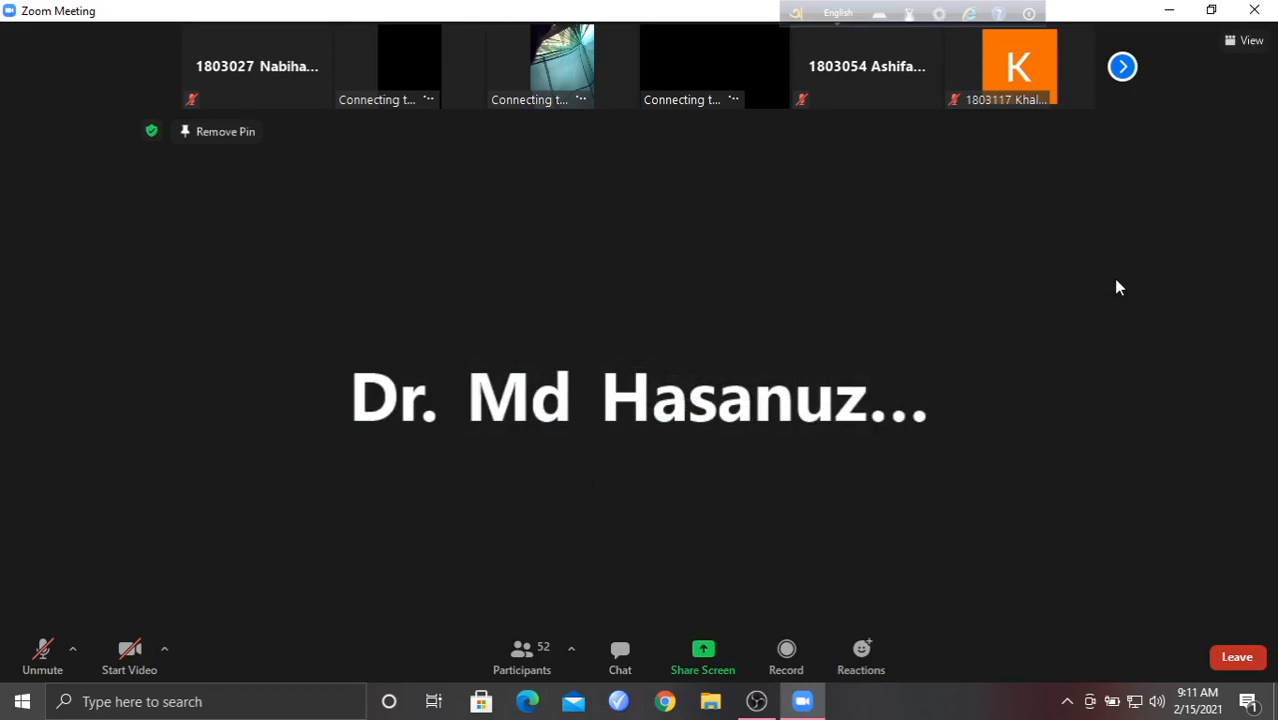 Zoom Meeting
English
1803027 Nabiha...
Connecting t... ...
Connecting t... ...
Connecting t... ...
1803054 Ashifa...
K
1803117 Khal...
View
Remove Pin
Dr. Md Hasanuz...
Unmute
Start Video
52
Participants
Chat
Share Screen
Record
Reactions
Leave
Type here to search
9:11 AM
2/15/2021
1